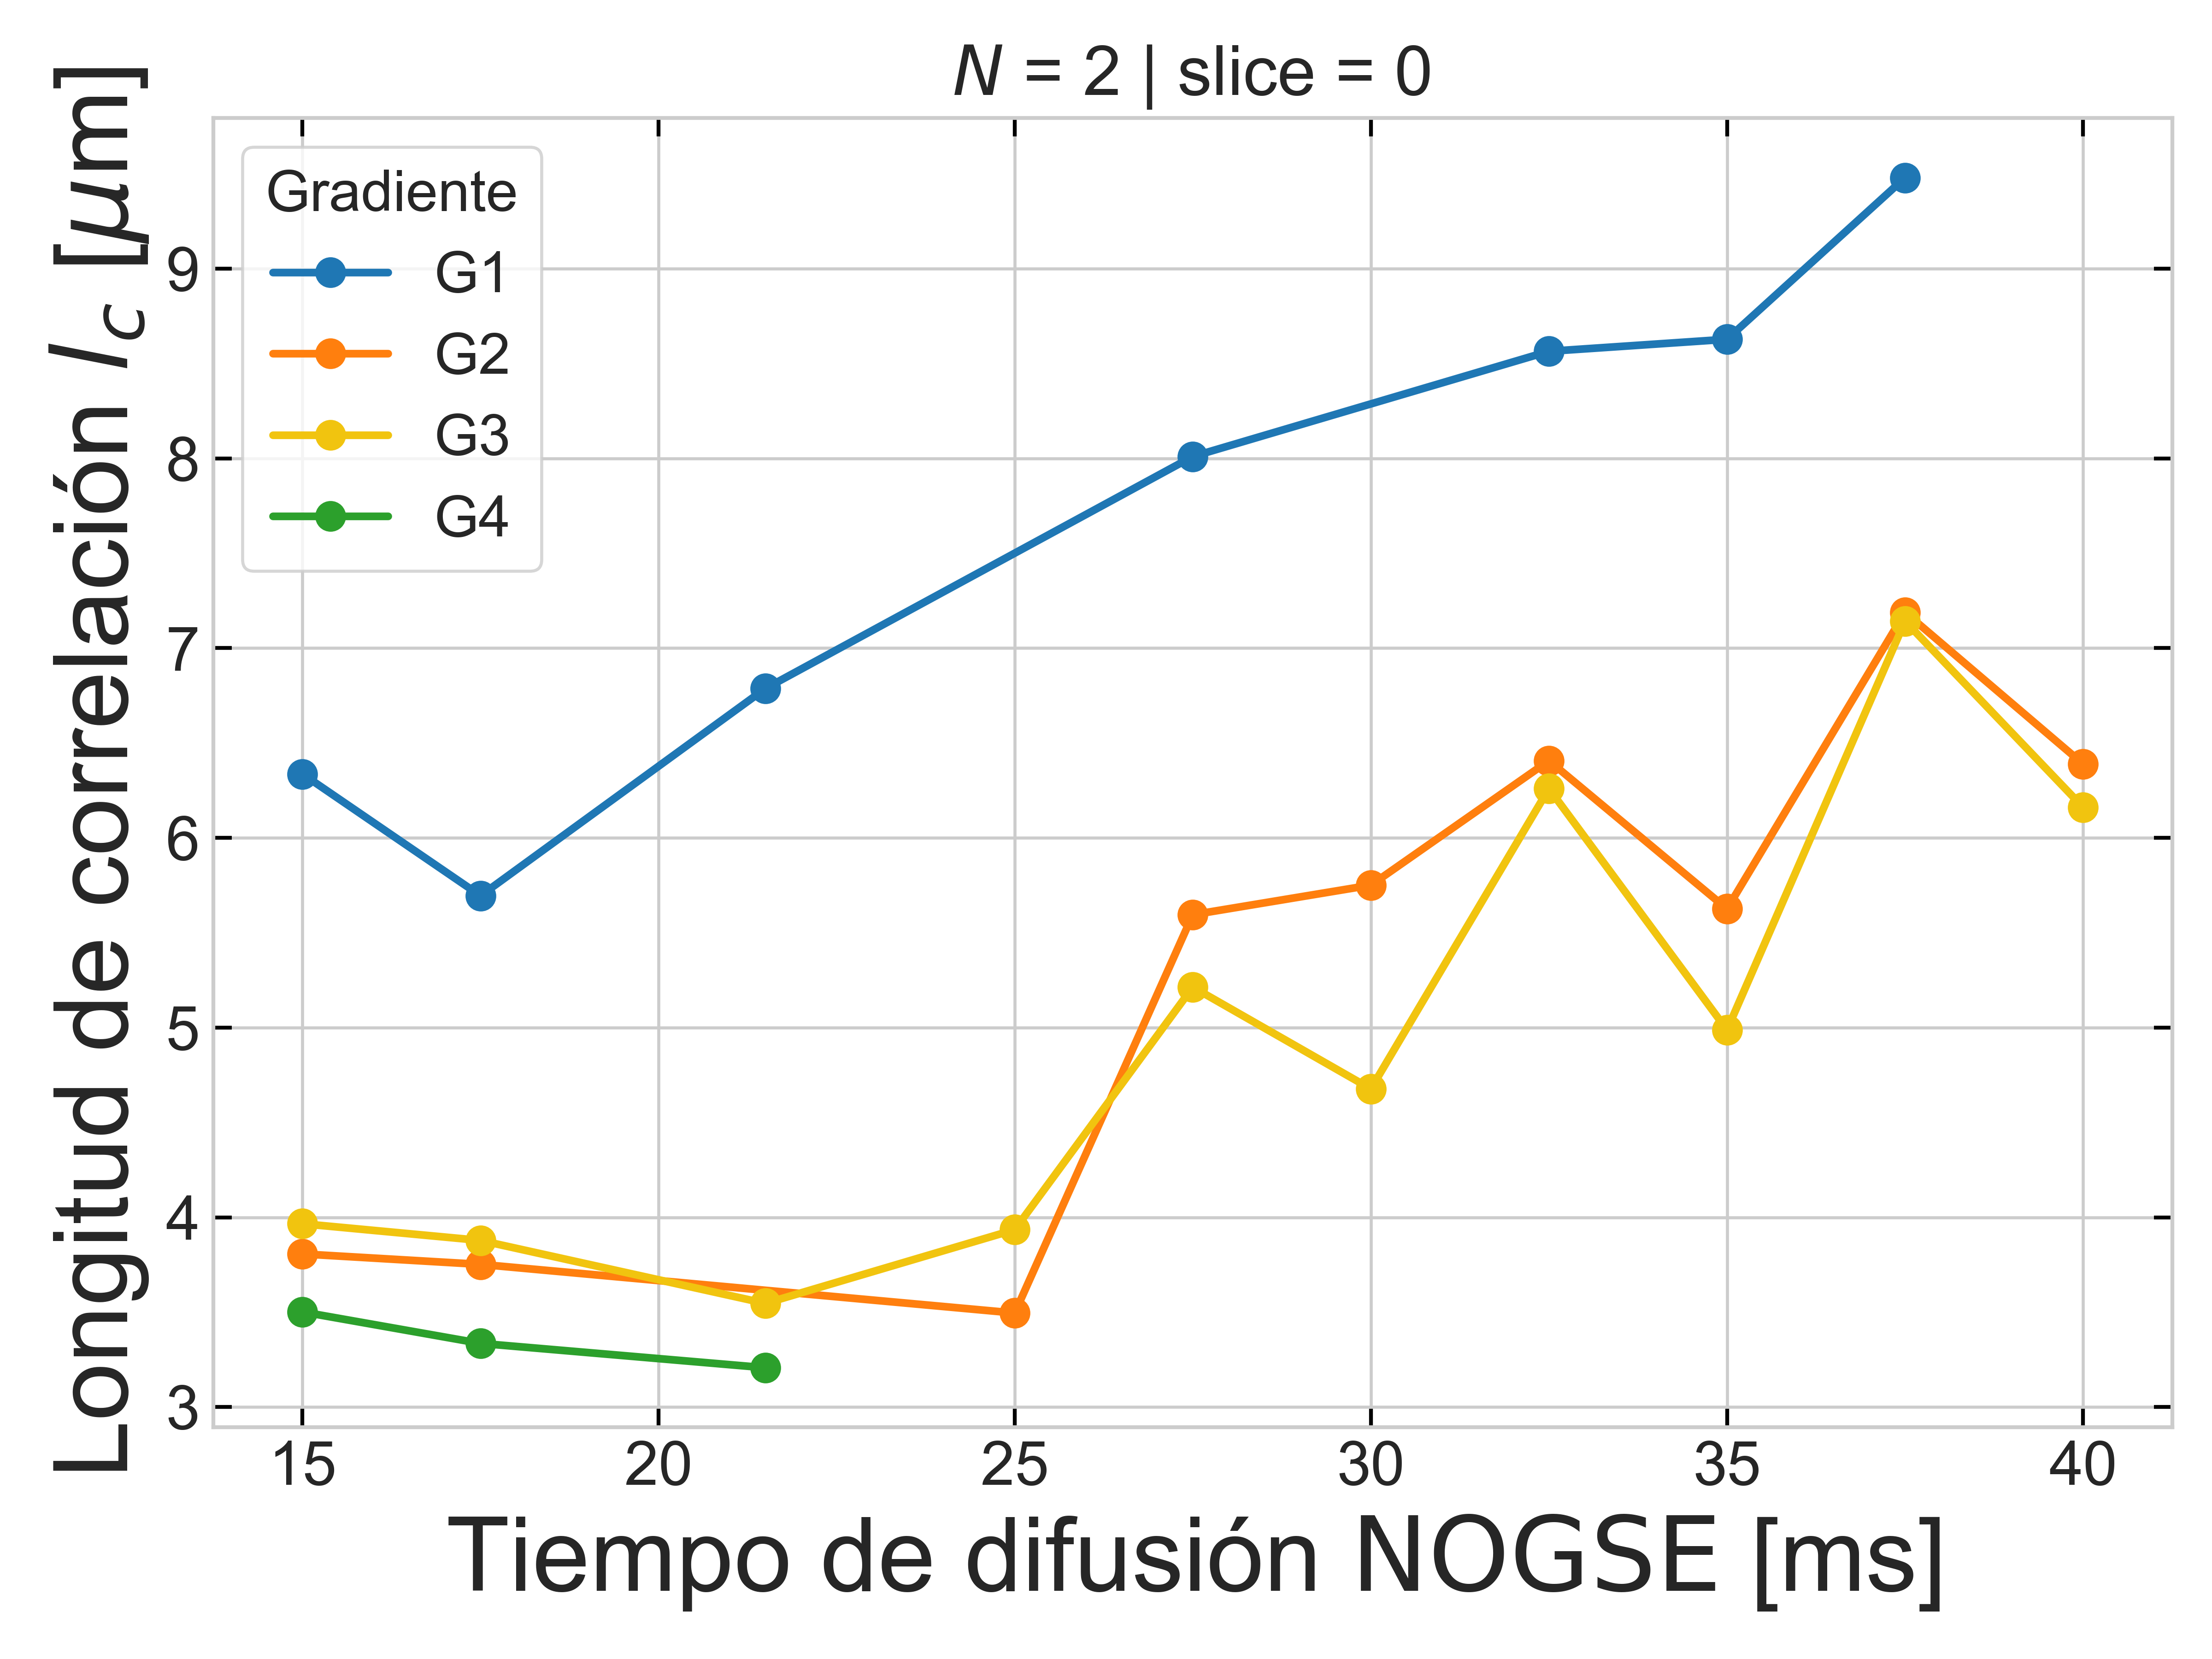 N = 2 | slice = 0
Longitud de correlación l_c [μm]
Gradiente
G1
G2
G3
G4
9
8
7
6
5
4
3
15 20 25 30 35 40
Tiempo de difusión NOGSE [ms]